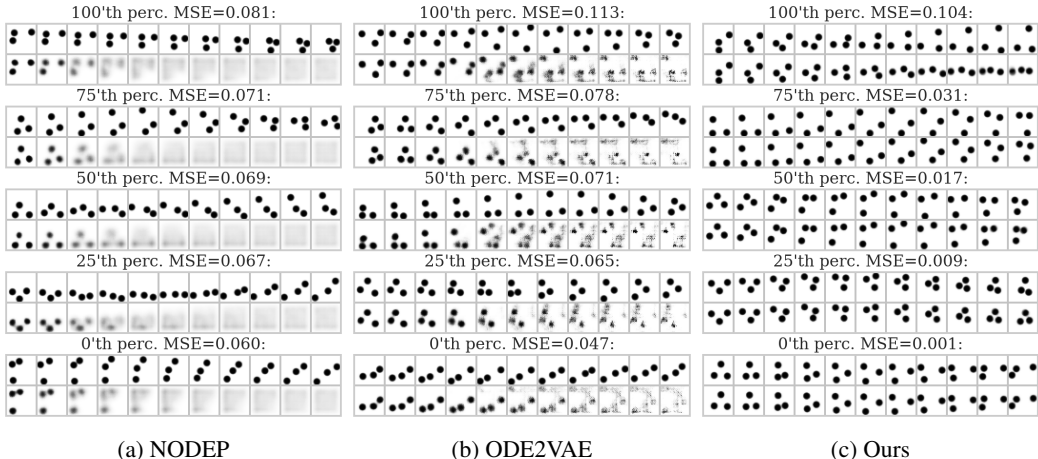 100'th perc. MSE=0.081:
75'th perc. MSE=0.071:
50'th perc. MSE=0.069:
25'th perc. MSE=0.067:
0'th perc. MSE=0.060:
(a) NODEP
100'th perc. MSE=0.113:
75'th perc. MSE=0.078:
50'th perc. MSE=0.071:
25'th perc. MSE=0.065:
0'th perc. MSE=0.047:
(b) ODE2VAE
100'th perc. MSE=0.104:
75'th perc. MSE=0.031:
50'th perc. MSE=0.017:
25'th perc. MSE=0.009:
0'th perc. MSE=0.001:
(c) Ours